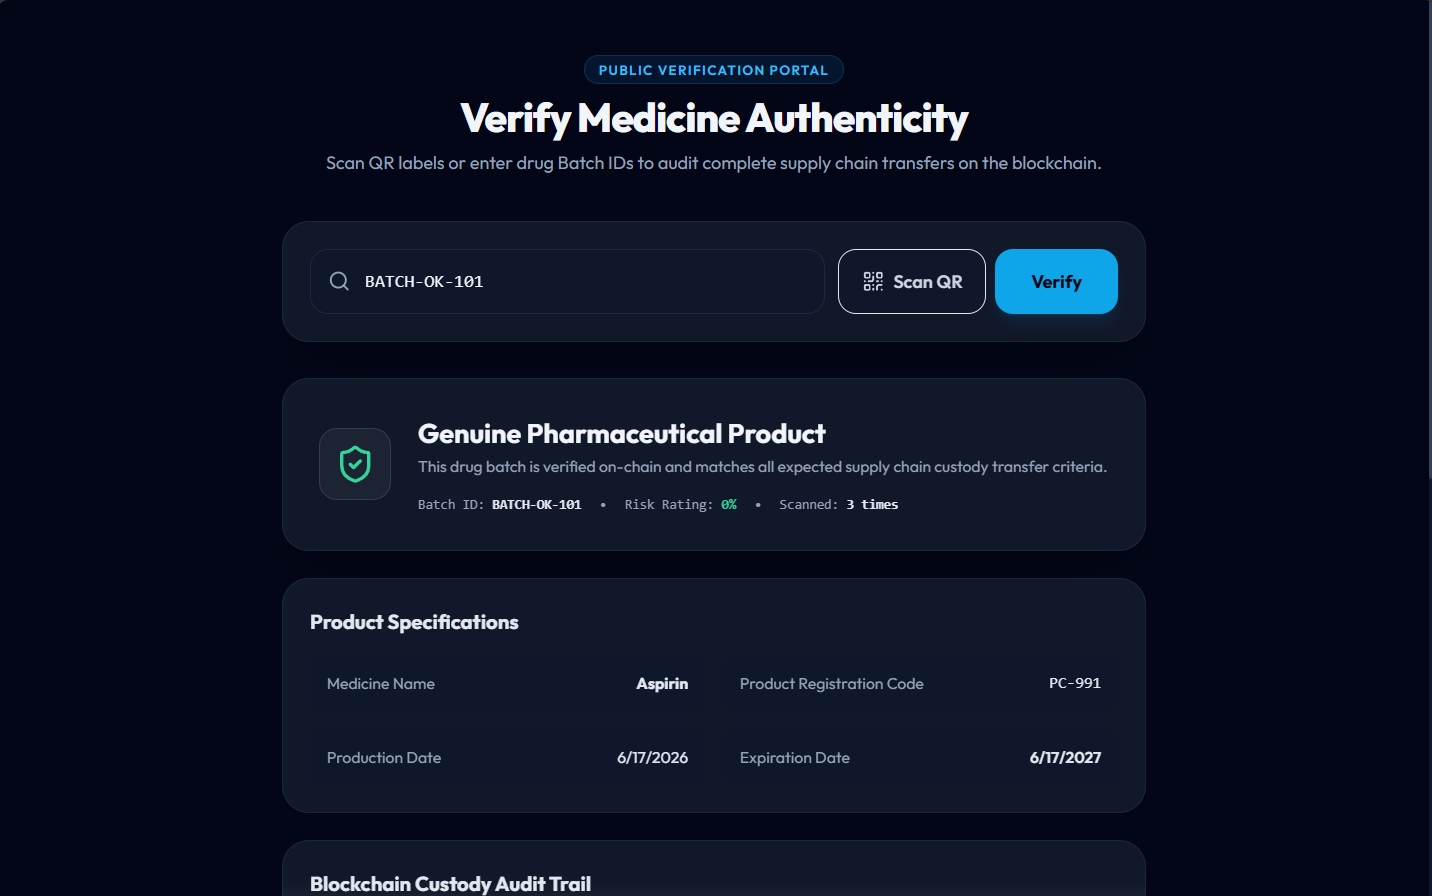 PUBLIC VERIFICATION PORTAL
Verify Medicine Authenticity
Scan QR labels or enter drug Batch IDs to audit complete supply chain transfers on the blockchain.
BATCH-OK-101
Scan QR
Verify
Genuine Pharmaceutical Product
This drug batch is verified on-chain and matches all expected supply chain custody transfer criteria.
Batch ID: BATCH-OK-101 • Risk Rating: 0% • Scanned: 3 times
Product Specifications
Medicine Name Aspirin
Product Registration Code PC-991
Production Date 6/17/2026
Expiration Date 6/17/2027
Blockchain Custody Audit Trail